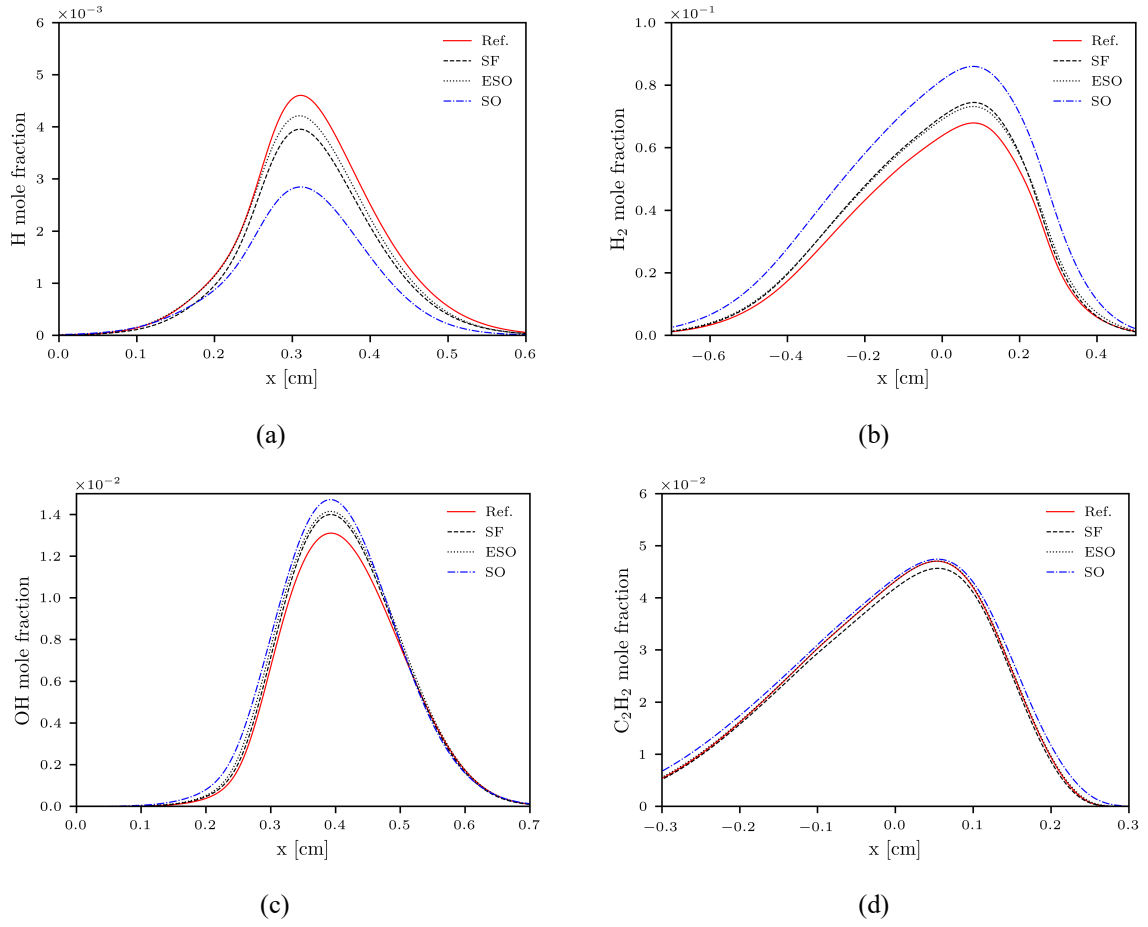 ×10⁻³
6
5
4
3
2
1
0
H mole fraction
Ref.
SF
ESO
SO
0.0 0.1 0.2 0.3 0.4 0.5 0.6
x [cm]
(a)
×10⁻¹
1.0
0.8
0.6
0.4
0.2
0.0
H₂ mole fraction
Ref.
SF
ESO
SO
−0.6 −0.4 −0.2 0.0 0.2 0.4
x [cm]
(b)
×10⁻²
1.4
1.2
1.0
0.8
0.6
0.4
0.2
0.0
OH mole fraction
Ref.
SF
ESO
SO
0.0 0.1 0.2 0.3 0.4 0.5 0.6 0.7
x [cm]
(c)
×10⁻²
6
5
4
3
2
1
0
C₂H₂ mole fraction
Ref.
SF
ESO
SO
−0.3 −0.2 −0.1 0.0 0.1 0.2 0.3
x [cm]
(d)